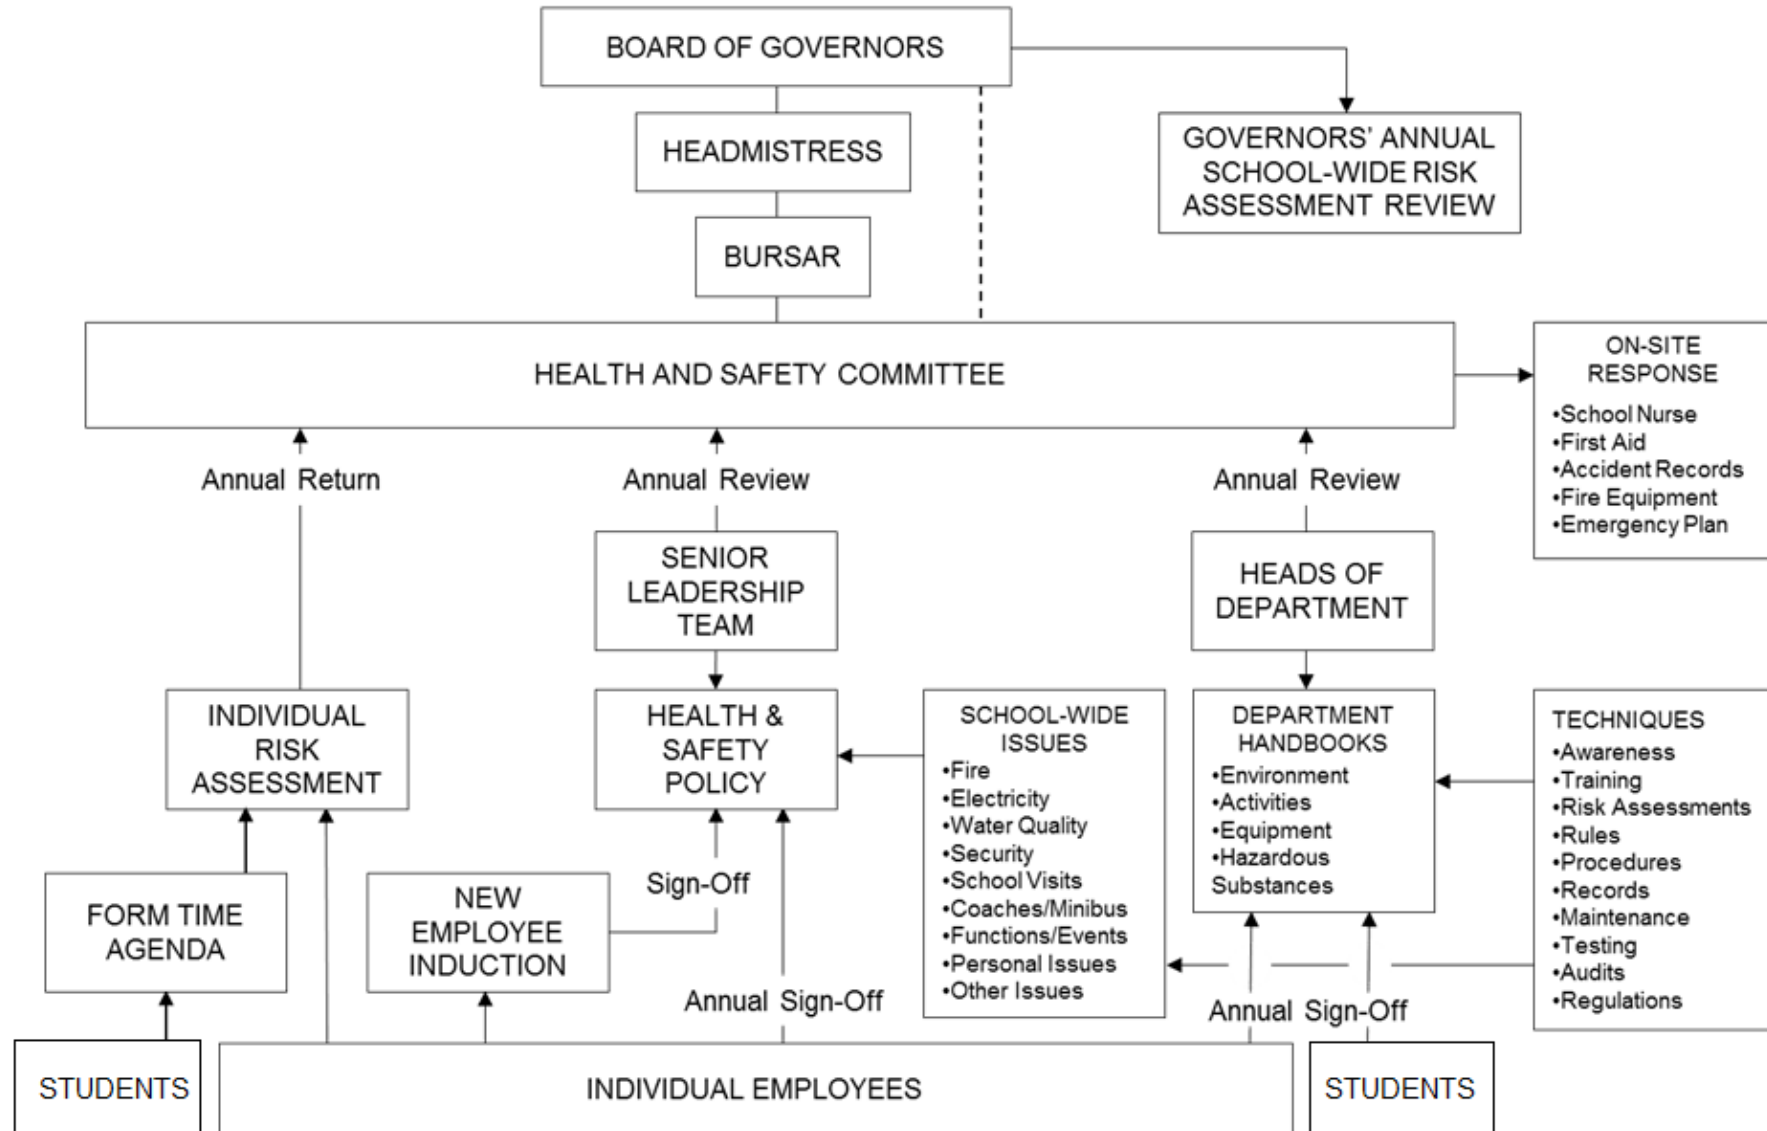 BOARD OF GOVERNORS
HEADMISTRESS
GOVERNORS' ANNUAL
SCHOOL-WIDE RISK
ASSESSMENT REVIEW
BURSAR
HEALTH AND SAFETY COMMITTEE
ON-SITE
RESPONSE
•School Nurse
•First Aid
•Accident Records
•Fire Equipment
•Emergency Plan
Annual Return
Annual Review
Annual Review
SENIOR
LEADERSHIP
TEAM
HEADS OF
DEPARTMENT
INDIVIDUAL
RISK
ASSESSMENT
HEALTH &
SAFETY
POLICY
SCHOOL-WIDE
ISSUES
•Fire
•Electricity
•Water Quality
•Security
•School Visits
•Coaches/Minibus
•Functions/Events
•Personal Issues
•Other Issues
DEPARTMENT
HANDBOOKS
•Environment
•Activities
•Equipment
•Hazardous
Substances
TECHNIQUES
•Awareness
•Training
•Risk Assessments
•Rules
•Procedures
•Records
•Maintenance
•Testing
•Audits
•Regulations
FORM TIME
AGENDA
NEW
EMPLOYEE
INDUCTION
Sign-Off
Annual Sign-Off
Annual Sign-Off
STUDENTS
INDIVIDUAL EMPLOYEES
STUDENTS